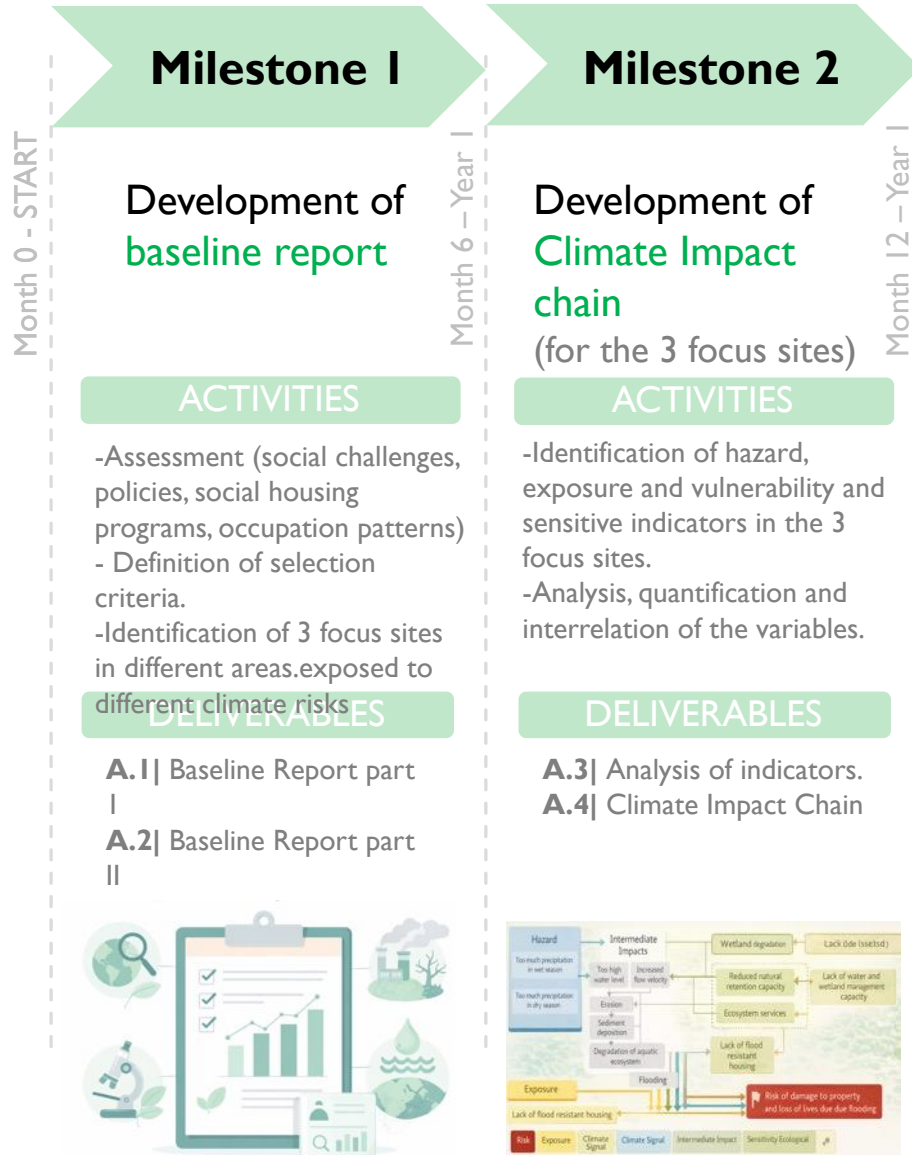 Milestone 1
Month 0 - START
Development of
baseline report
ACTIVITIES
-Assessment (social challenges,
policies, social housing
programs, occupation patterns)
- Definition of selection
criteria.
-Identification of 3 focus sites
in different areas.exposed to
different climate risks
DELIVERABLES
A.1| Baseline Report part
I
A.2| Baseline Report part
II
Month 6 – Year 1
Milestone 2
Development of
Climate Impact
chain
(for the 3 focus sites)
Month 12 – Year 1
ACTIVITIES
-Identification of hazard,
exposure and vulnerability and
sensitive indicators in the 3
focus sites.
-Analysis, quantification and
interrelation of the variables.
DELIVERABLES
A.3| Analysis of indicators.
A.4| Climate Impact Chain
Hazard
Too much precipitation
in wet season
Too much precipitation
in dry season
Intermediate
Impacts
Too high
water level
Increased
flow velocity
Erosion
Sediment
deposition
Degradation of aquatic
ecosystem
Flooding
Wetland degradation
Lack
Reduced natural
retention capacity
Lack of water and
wetland management
capacity
Ecosystem services
Lack of flood
resistant
housing
Exposure
Lack of flood resistant housing
Risk of damage to property
and loss of lives due due flooding
Risk
Exposure
Climate
Signal
Climate Signal
Intermediate Impact
Sensitivity Ecological